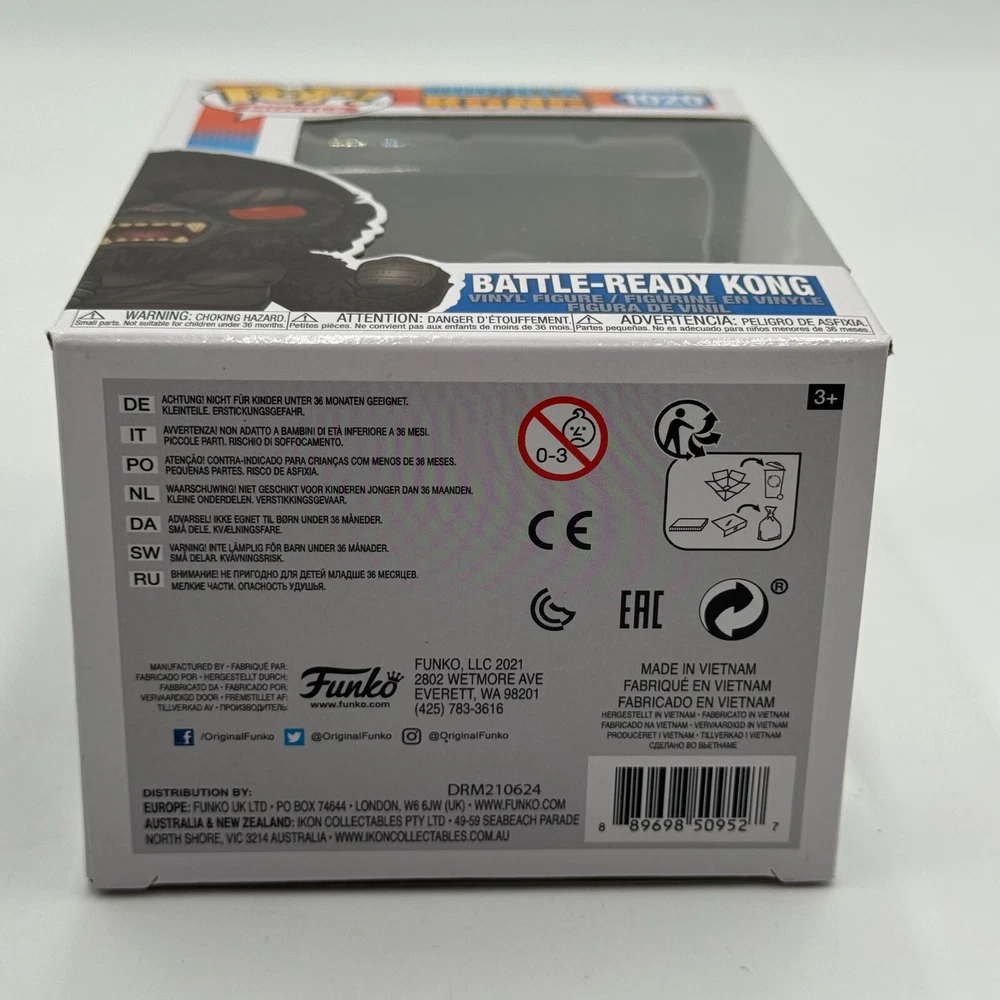 POP!
MOVIES
GODZILLA
KONG
1020
BATTLE-READY KONG
VINYL FIGURE / FIGURINE EN VINYLE
FIGURA DE VINIL
WARNING: CHOKING HAZARD.
Small parts. Not suitable for children under 36 months.
ATTENTION: DANGER D'ÉTOUFFEMENT.
Petites pièces. Ne convient pas aux enfants de moins de 36 mois.
ADVERTENCIA: PELIGRO DE ASFIXIA.
Partes pequeñas. No es adecuado para niños menores de 36 meses.
3+
DE ACHTUNG! NICHT FÜR KINDER UNTER 36 MONATEN GEEIGNET.
KLEINTEILE. ERSTICKUNGSGEFAHR.
IT AVVERTENZA! NON ADATTO A BAMBINI DI ETÀ INFERIORE A 36 MESI.
PICCOLE PARTI. RISCHIO DI SOFFOCAMENTO.
PO ATENÇÃO! CONTRA-INDICADO PARA CRIANÇAS COM MENOS DE 36 MESES.
PEQUENAS PARTES. RISCO DE ASFIXIA.
NL WAARSCHUWING! NIET GESCHIKT VOOR KINDEREN JONGER DAN 36 MAANDEN.
KLEINE ONDERDELEN. VERSTIKKINGSGEVAAR.
DA ADVARSEL! IKKE EGNET TIL BØRN UNDER 36 MÅNEDER.
SMÅ DELE. KVÆLNINGSFARE.
SW VARNING! INTE LÄMPLIG FÖR BARN UNDER 36 MÅNADER.
SMÅ DELAR. KVÄVNINGSRISK.
RU ВНИМАНИЕ! НЕ ПРИГОДНО ДЛЯ ДЕТЕЙ МЛАДШЕ 36 МЕСЯЦЕВ.
МЕЛКИЕ ЧАСТИ. ОПАСНОСТЬ УДУШЬЯ.
0-3
CE
EAC
®
MANUFACTURED BY • FABRIQUÉ PAR:
FABRICADO POR • HERGESTELLT DURCH:
FABBRICATO DA • FABRICADO POR:
VERVAARDIGD DOOR • FREMSTILLET AF:
TILLVERKAD AV • ПРОИЗВОДИТЕЛЬ:
Funko
www.funko.com
FUNKO, LLC 2021
2802 WETMORE AVE
EVERETT, WA 98201
(425) 783-3616
/OriginalFunko @OriginalFunko @OriginalFunko
MADE IN VIETNAM
FABRIQUÉ EN VIETNAM
FABRICADO EN VIETNAM
HERGESTELLT IN VIETNAM • FABBRICATO IN VIETNAM
FABRICADO NA VIETNAM • VERVAARDIGD IN VIETNAM
PRODUCERET I VIETNAM • TILLVERKAD I VIETNAM
СДЕЛАНО ВО ВЬЕТНАМЕ
DISTRIBUTION BY:
DRM210624
EUROPE: FUNKO UK LTD • PO BOX 74644 • LONDON, W6 6JW (UK) • WWW.FUNKO.COM
AUSTRALIA & NEW ZEALAND: IKON COLLECTABLES PTY LTD • 49-59 SEABEACH PARADE
NORTH SHORE, VIC 3214 AUSTRALIA • WWW.IKONCOLLECTABLES.COM.AU
8 89698 50952 7